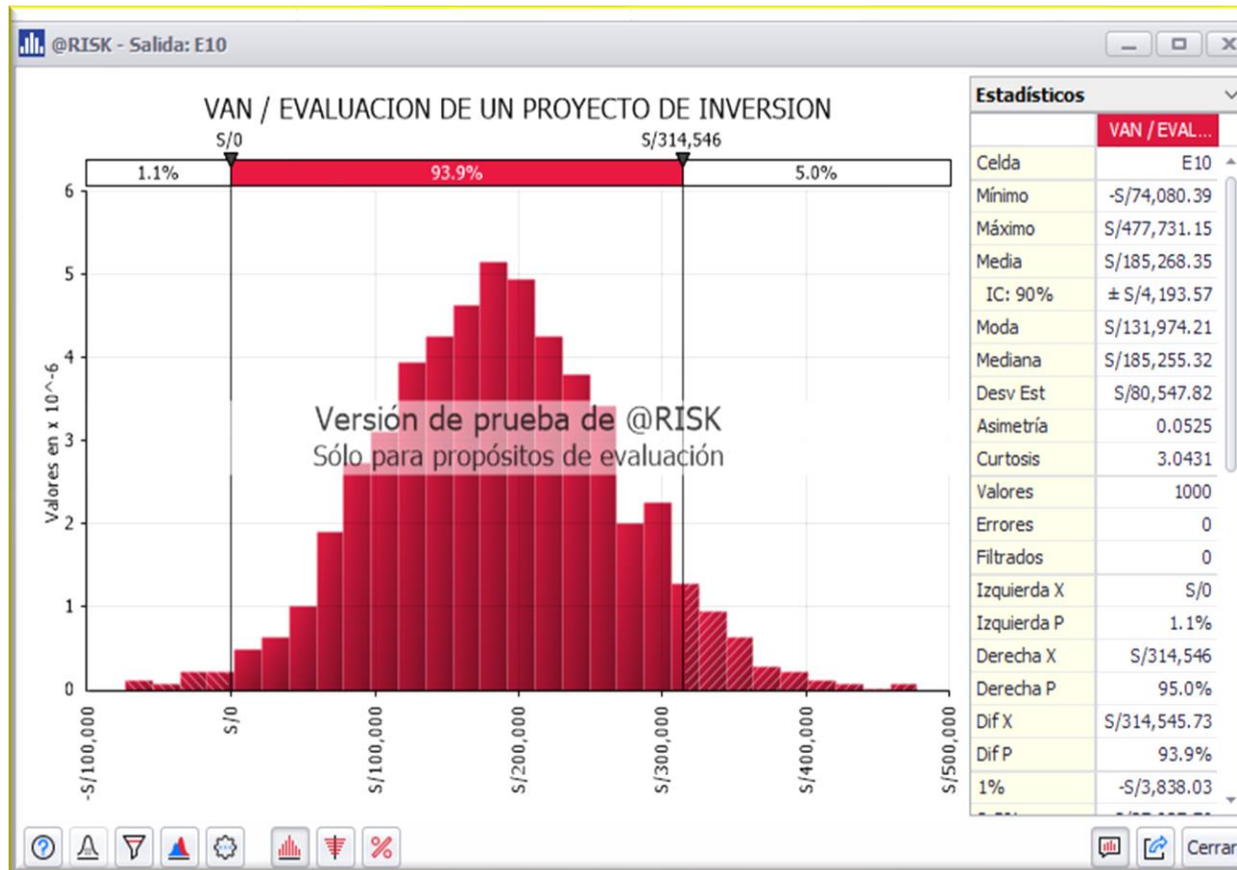 @RISK - Salida: E10
VAN / EVALUACION DE UN PROYECTO DE INVERSION
S/0 S/314,546
1.1% 93.9% 5.0%
6
5
4
3
2
1
0
Valores en x 10^-6
Versión de prueba de @RISK
Sólo para propósitos de evaluación
-S/100,000
S/0
S/100,000
S/200,000
S/300,000
S/400,000
S/500,000
Estadísticos
VAN / EVAL...
Celda E10
Mínimo -S/74,080.39
Máximo S/477,731.15
Media S/185,268.35
IC: 90% ± S/4,193.57
Moda S/131,974.21
Mediana S/185,255.32
Desv Est S/80,547.82
Asimetría 0.0525
Curtosis 3.0431
Valores 1000
Errores 0
Filtrados 0
Izquierda X S/0
Izquierda P 1.1%
Derecha X S/314,546
Derecha P 95.0%
Dif X S/314,545.73
Dif P 93.9%
1% -S/3,838.03
Cerrar